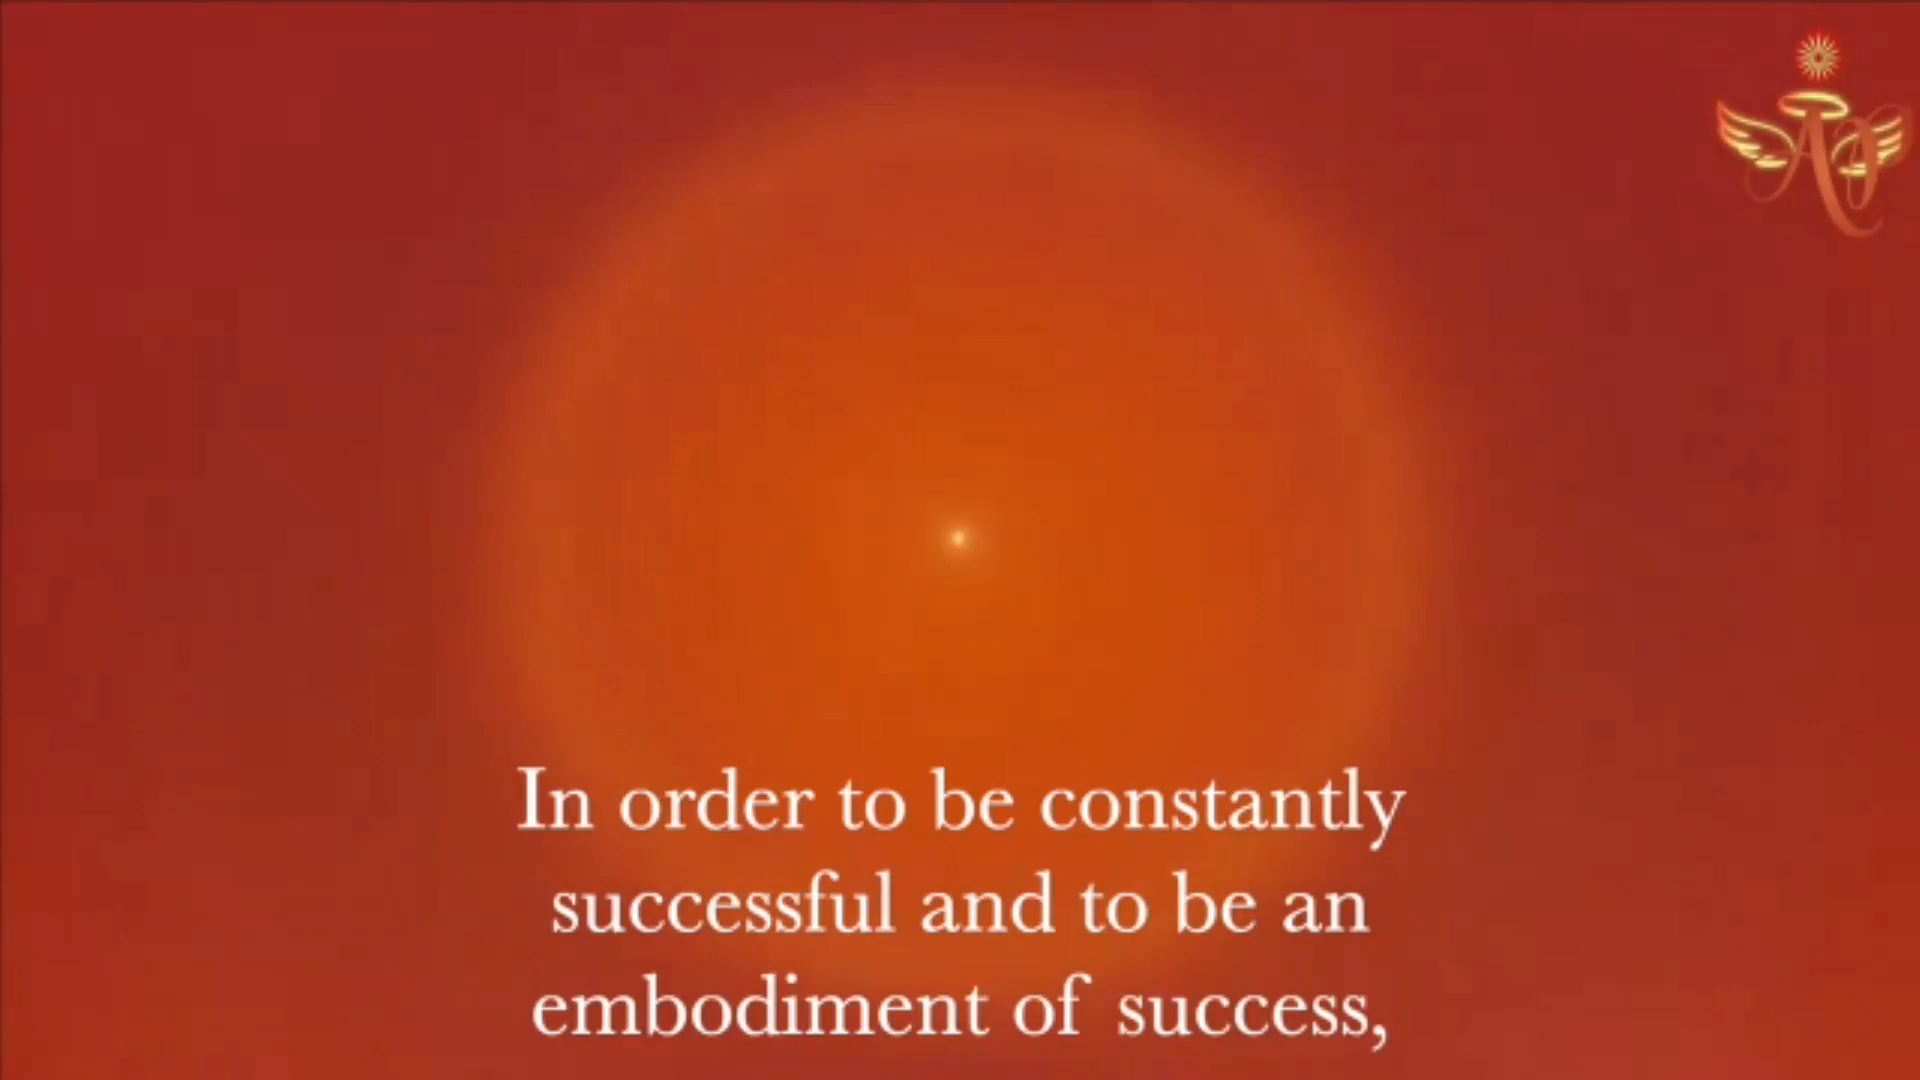 In order to be constantly
successful and to be an
embodiment of success,